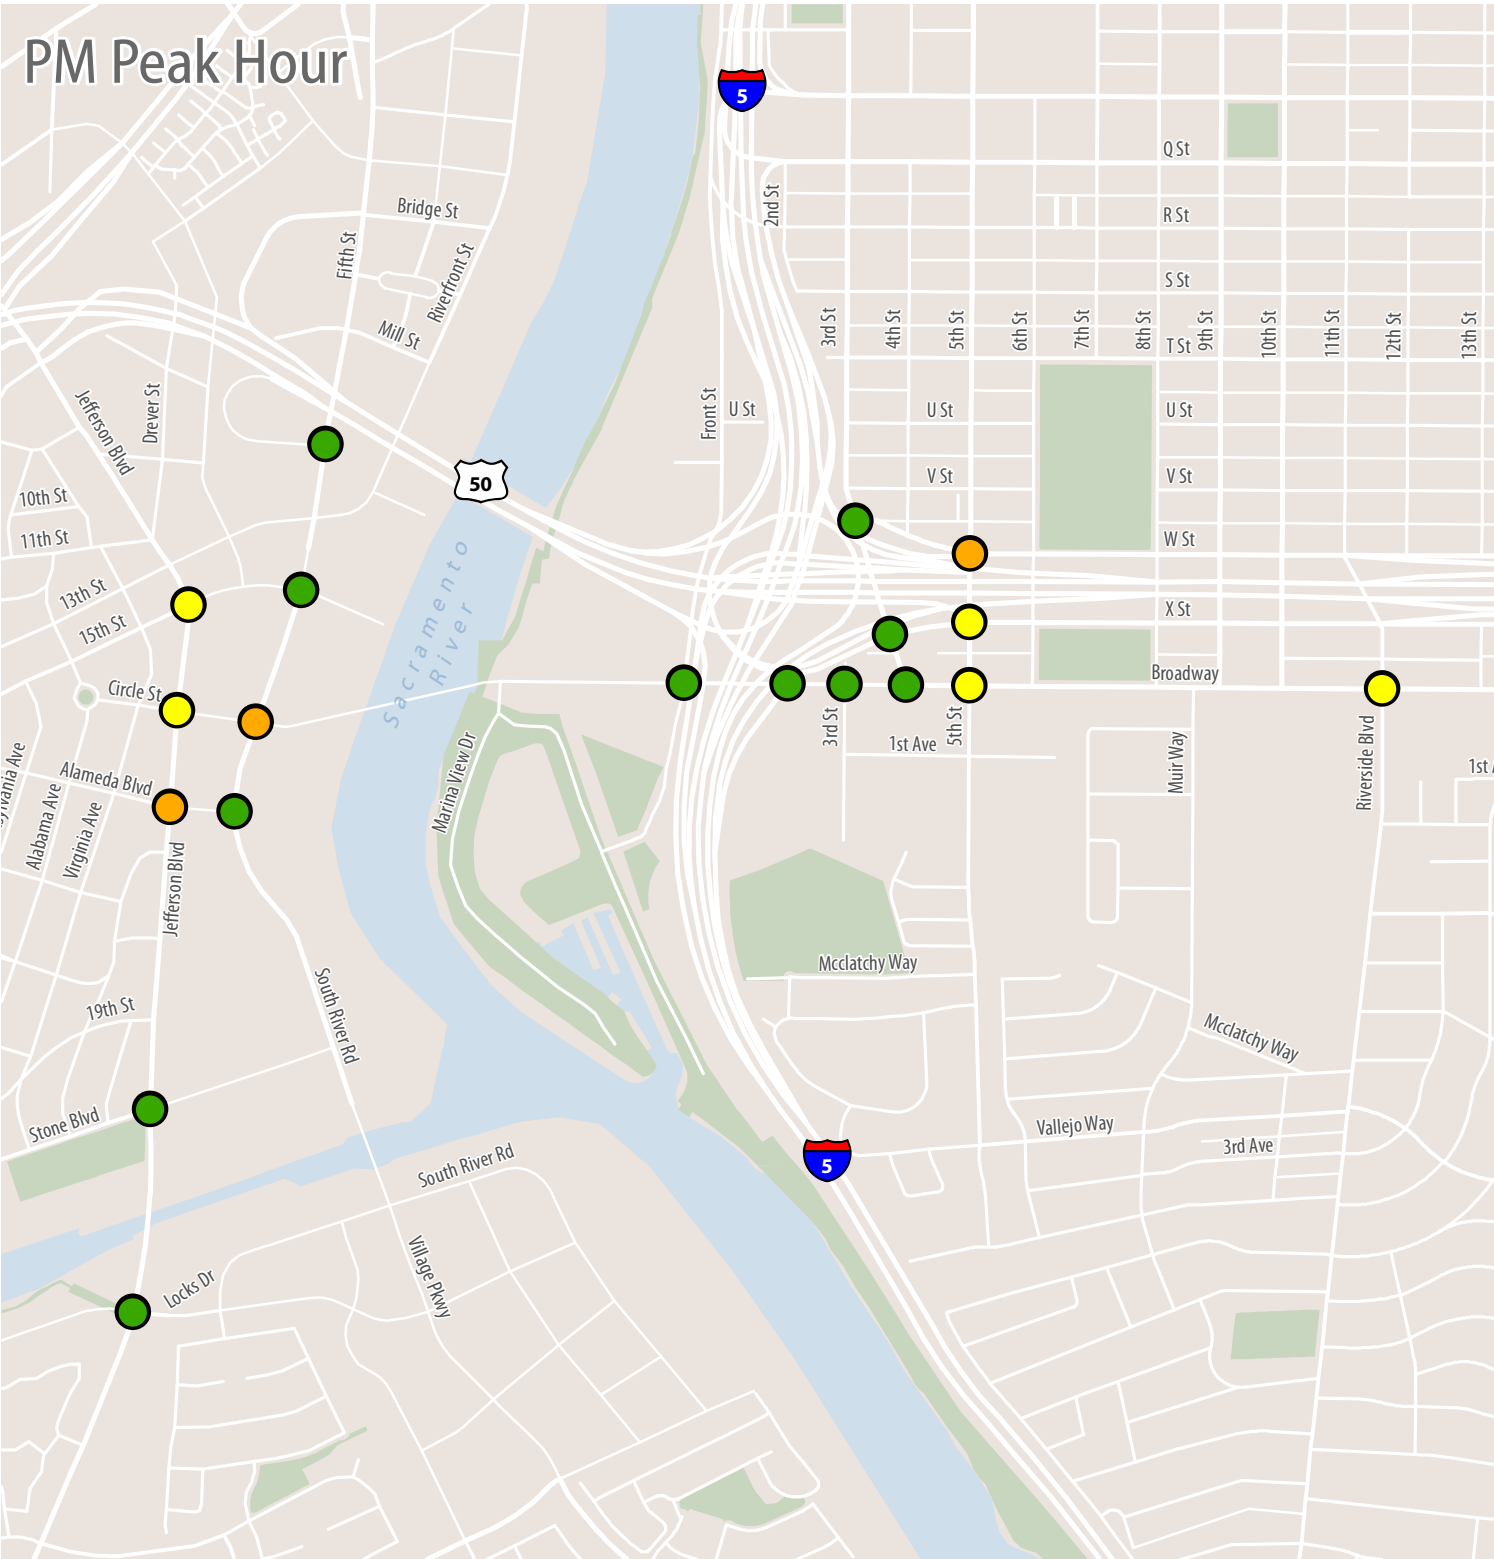 PM Peak Hour
5
Q St
2nd St
Bridge St
R St
Fifth St
Riverfront St
S St
Mill St
3rd St
4th St
5th St
6th St
7th St
8th St
9th St
10th St
11th St
12th St
13th St
T St
Jefferson Blvd
Drever St
Front St
U St
U St
U St
V St
V St
50
10th St
11th St
W St
13th St
15th St
X St
Sacramento
River
Circle St
Broadway
3rd St
5th St
1st Ave
Muir Way
Riverside Blvd
1st
Marina View Dr
Alameda Blvd
Alabama Ave
Virginia Ave
Jefferson Blvd
Mcclatchy Way
South River Rd
19th St
Mcclatchy Way
Stone Blvd
Vallejo Way
3rd Ave
5
South River Rd
Village Pkwy
Locks Dr